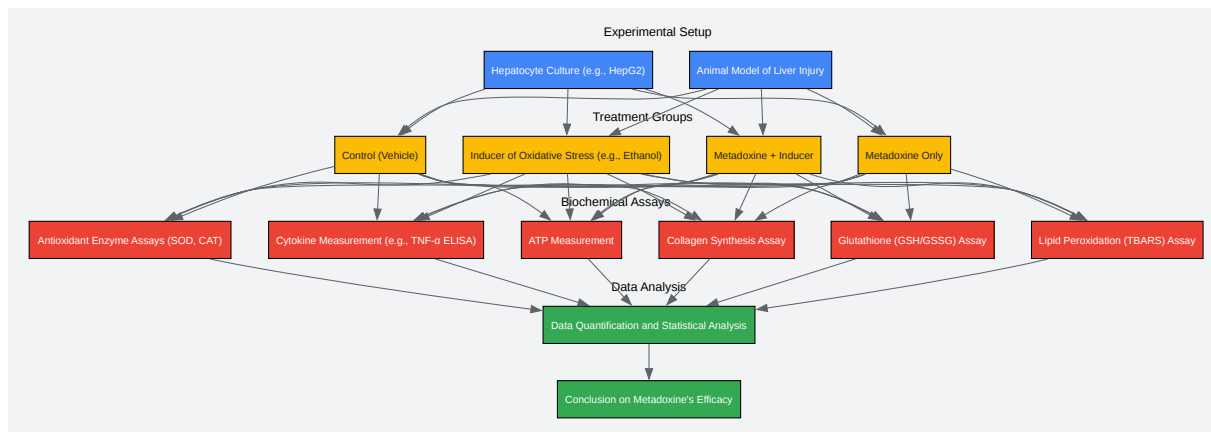 Experimental Setup
Hepatocyte Culture (e.g., HepG2)
Animal Model of Liver Injury
Treatment Groups
Control (Vehicle)
Inducer of Oxidative Stress (e.g., Ethanol)
Metadoxine + Inducer
Metadoxine Only
Biochemical Assays
Antioxidant Enzyme Assays (SOD, CAT)
Cytokine Measurement (e.g., TNF-α ELISA)
ATP Measurement
Collagen Synthesis Assay
Glutathione (GSH/GSSG) Assay
Lipid Peroxidation (TBARS) Assay
Data Analysis
Data Quantification and Statistical Analysis
Conclusion on Metadoxine's Efficacy